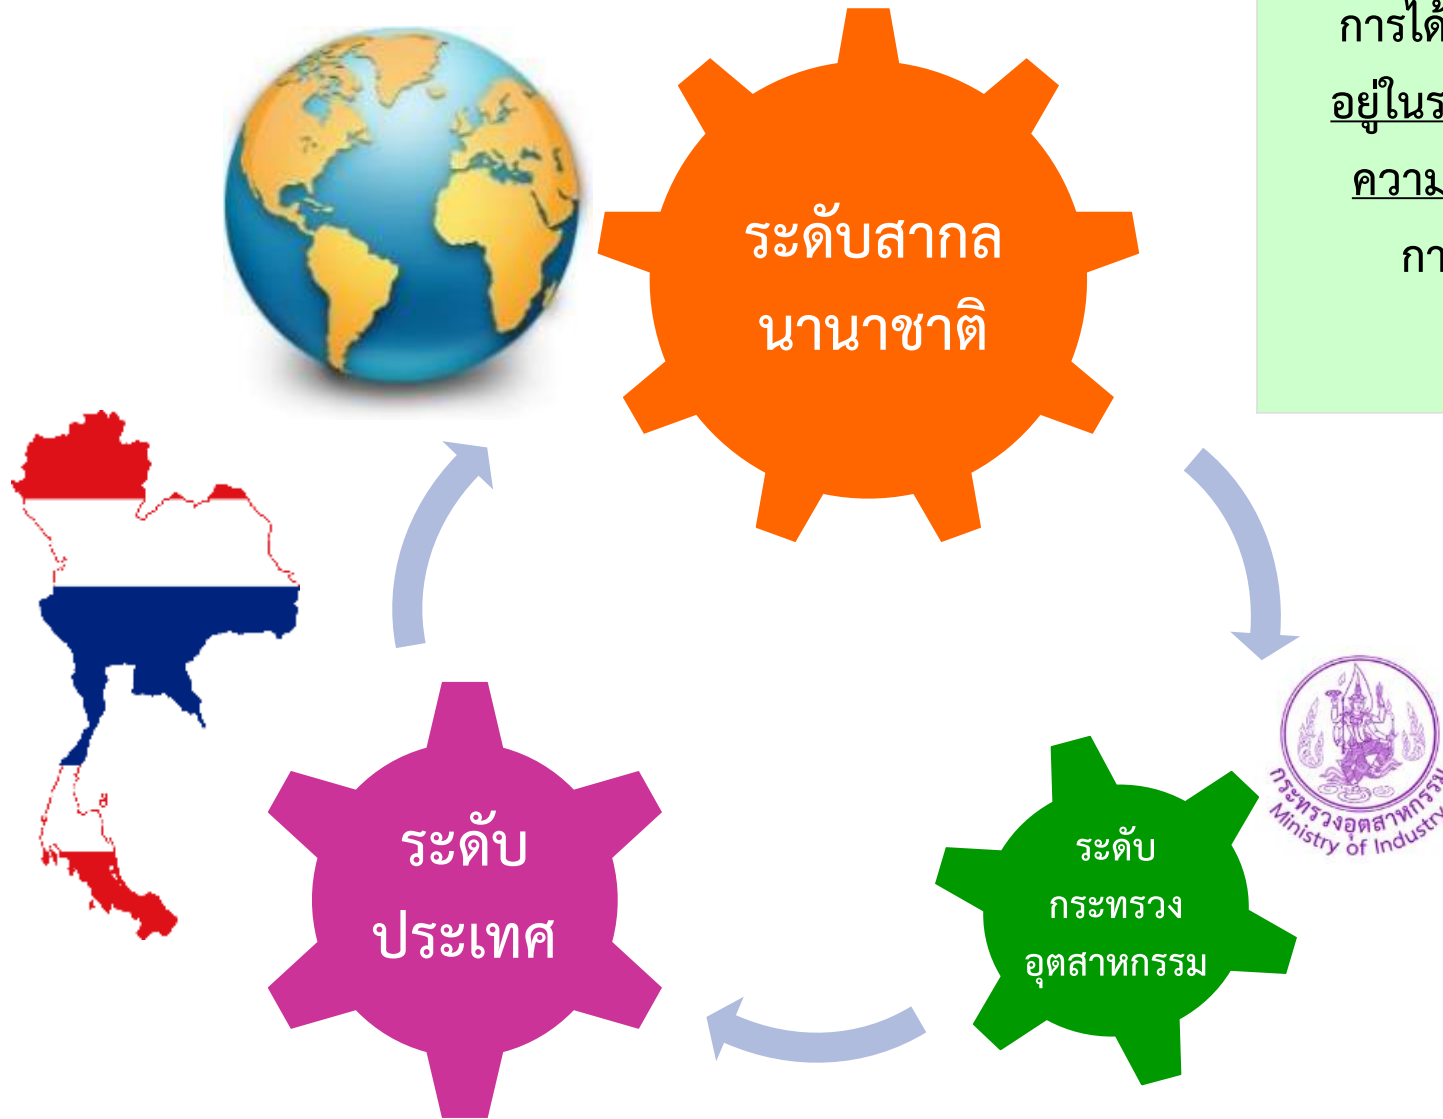 การได้
อยู่ในร
ความ
กา
ระดับสากล
นานาชาติ
ระดับ
ประเทศ
ระดับ
กระทรวง
อุตสาหกรรม
กระทรวงอุตสาหกรรม
Ministry of Industry